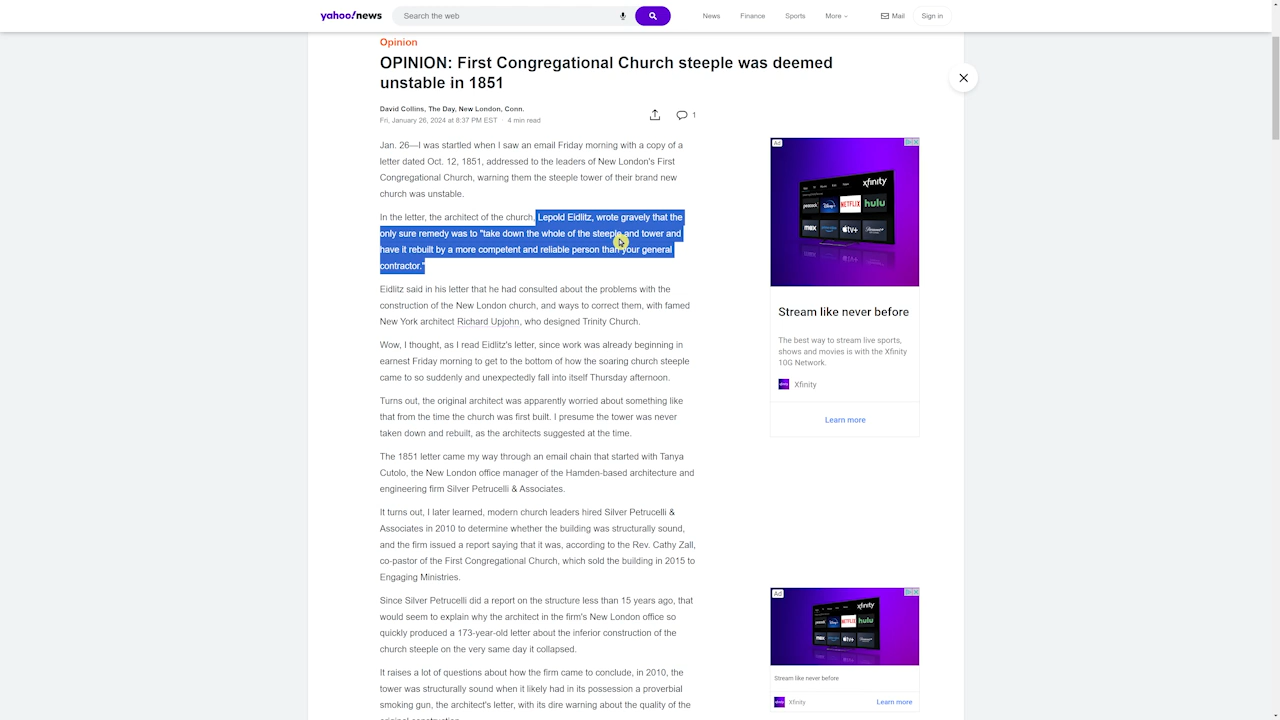 yahoo!news
Search the web
News
Finance
Sports
More
Mail
Sign in
Opinion
OPINION: First Congregational Church steeple was deemed
unstable in 1851
David Collins, The Day, New London, Conn.
Fri, January 26, 2024 at 8:37 PM EST · 4 min read
1
Jan. 26—I was startled when I saw an email Friday morning with a copy of a
letter dated Oct. 12, 1851, addressed to the leaders of New London's First
Congregational Church, warning them the steeple tower of their brand new
church was unstable.
In the letter, the architect of the church, Lepold Eidlitz, wrote gravely that the
only sure remedy was to "take down the whole of the steeple and tower and
have it rebuilt by a more competent and reliable person than your general
contractor."
Eidlitz said in his letter that he had consulted about the problems with the
construction of the New London church, and ways to correct them, with famed
New York architect Richard Upjohn, who designed Trinity Church.
Wow, I thought, as I read Eidlitz's letter, since work was already beginning in
earnest Friday morning to get to the bottom of how the soaring church steeple
came to so suddenly and unexpectedly fall into itself Thursday afternoon.
Turns out, the original architect was apparently worried about something like
that from the time the church was first built. I presume the tower was never
taken down and rebuilt, as the architects suggested at the time.
The 1851 letter came my way through an email chain that started with Tanya
Cutolo, the New London office manager of the Hamden-based architecture and
engineering firm Silver Petrucelli & Associates.
It turns out, I later learned, modern church leaders hired Silver Petrucelli &
Associates in 2010 to determine whether the building was structurally sound,
and the firm issued a report saying that it was, according to the Rev. Cathy Zall,
co-pastor of the First Congregational Church, which sold the building in 2015 to
Engaging Ministries.
Since Silver Petrucelli did a report on the structure less than 15 years ago, that
would seem to explain why the architect in the firm's New London office so
quickly produced a 173-year-old letter about the inferior construction of the
church steeple on the very same day it collapsed.
It raises a lot of questions about how the firm came to conclude, in 2010, the
tower was structurally sound when it likely had in its possession a proverbial
smoking gun, the architect's letter, with its dire warning about the quality of the
original construction.
Ad
xfinity
peacock
Disney+
NETFLIX
hulu
max
prime video
tv+
Paramount+
Stream like never before
The best way to stream live sports,
shows and movies is with the Xfinity
10G Network.
Xfinity
Learn more
Ad
xfinity
peacock
Disney+
NETFLIX
hulu
max
tv+
Stream like never before
Xfinity
Learn more